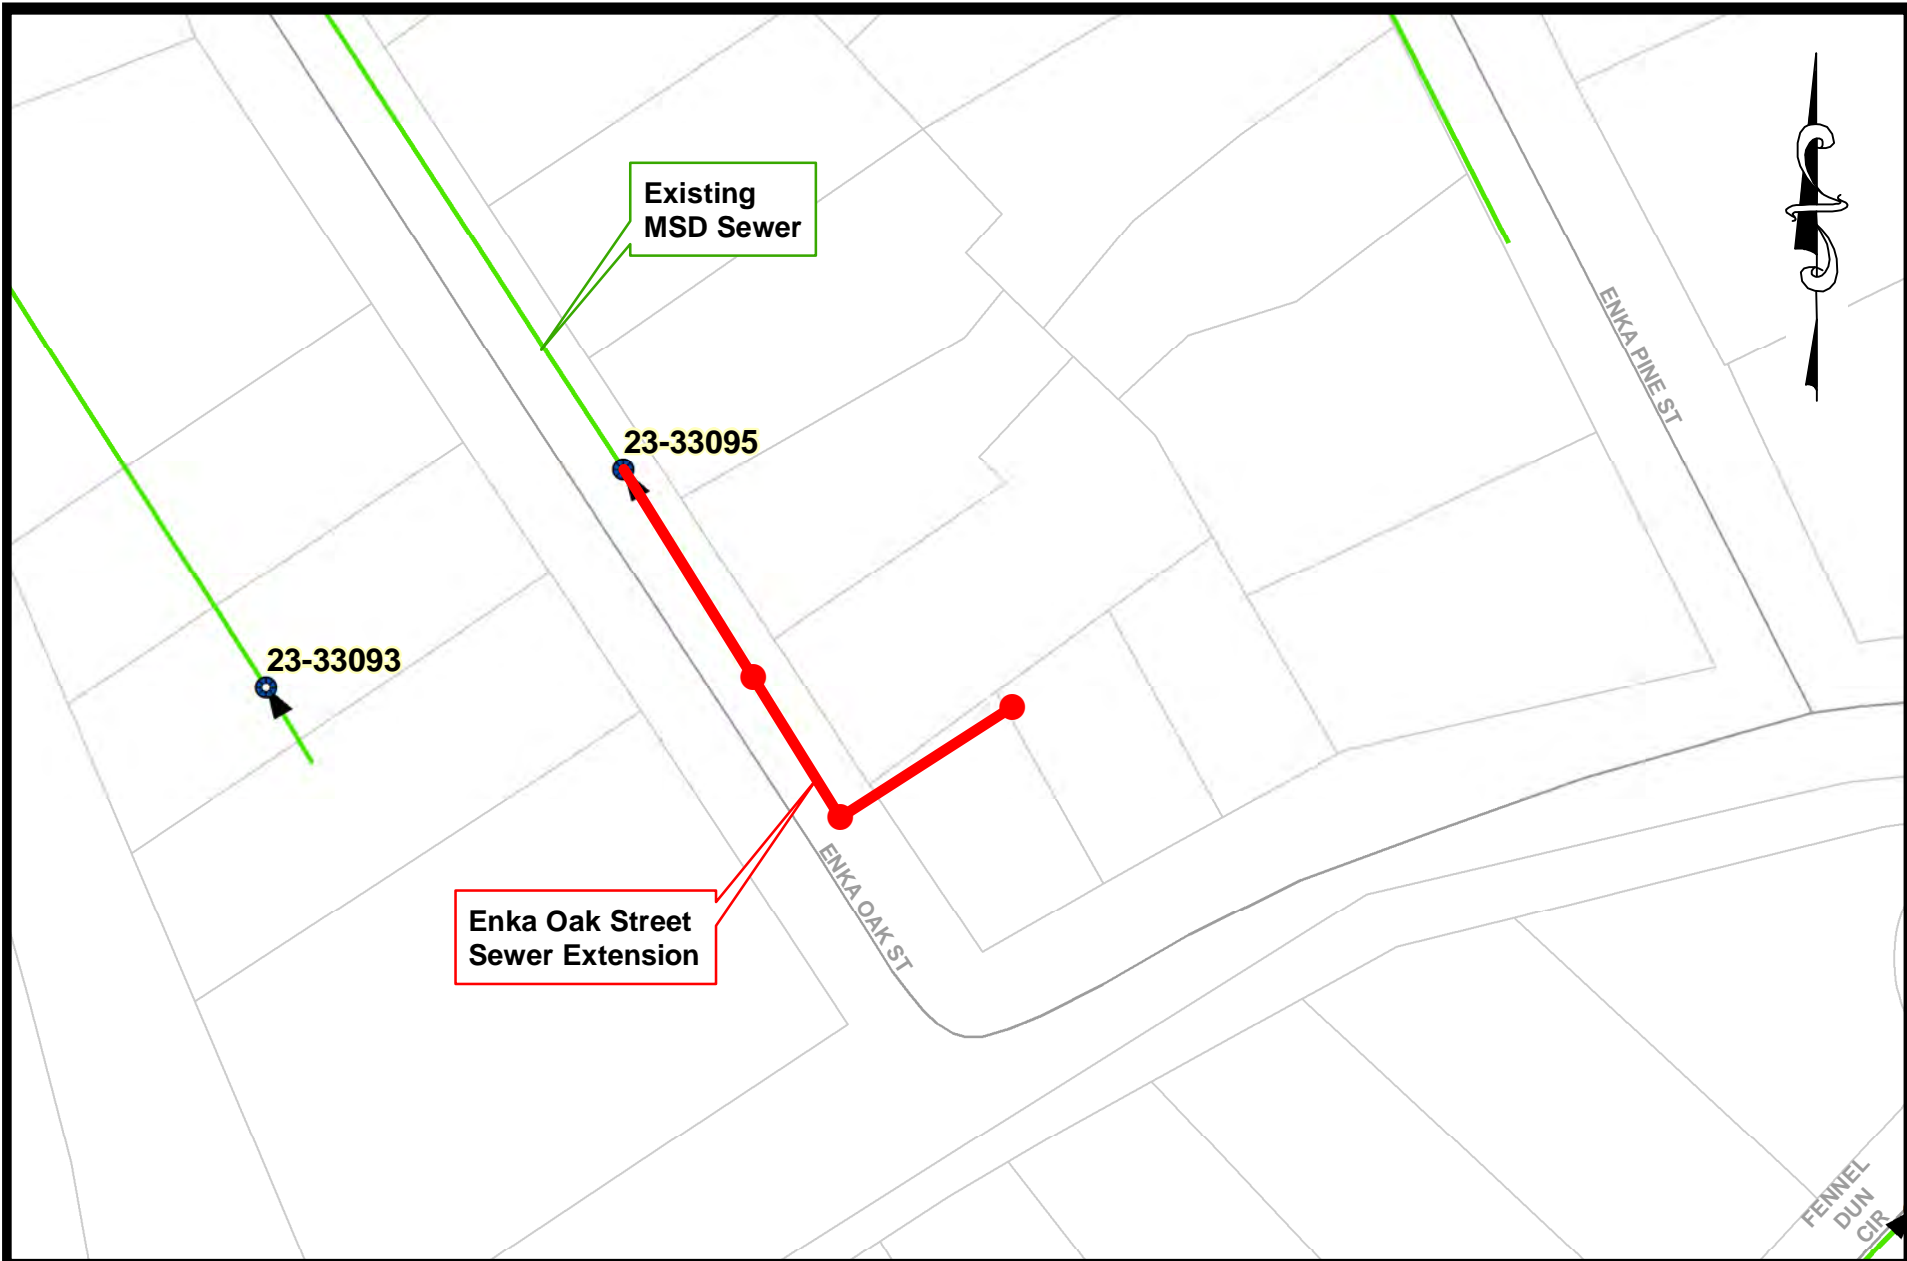 Existing
MSD Sewer
ENKA PINE ST
23-33095
23-33093
ENKA OAK ST
Enka Oak Street
Sewer Extension
FENNEL
DUN
CIR